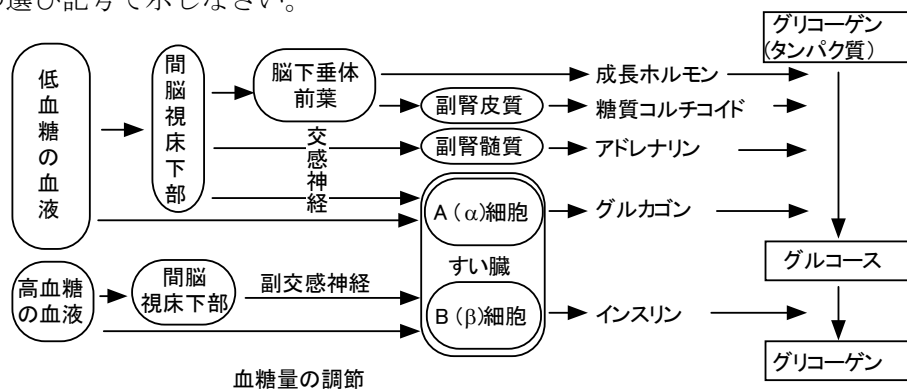 選び記号で示しなさい。
グリコーゲン
(タンパク質)
低血糖の血液
間脳視床下部
脳下垂体
前葉
成長ホルモン
副腎皮質
糖質コルチコイド
交感神経
副腎髄質
アドレナリン
A (α)細胞
グルカゴン
すい臓
グルコース
高血糖
の血液
間脳
視床下部
副交感神経
B (β)細胞
インスリン
グリコーゲン
血糖量の調節